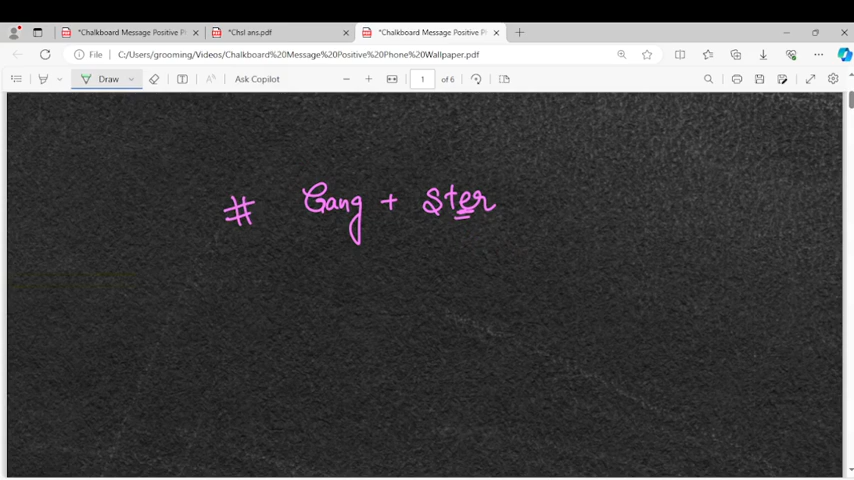 *Chalkboard Message Positive P
*Chsl ans.pdf
*Chalkboard Message Positive P
File
C:/Users/grooming/Videos/Chalkboard%20Message%20Positive%20Phone%20Wallpaper.pdf
Draw
Ask Copilot
1 of 6
# Gang + Ster